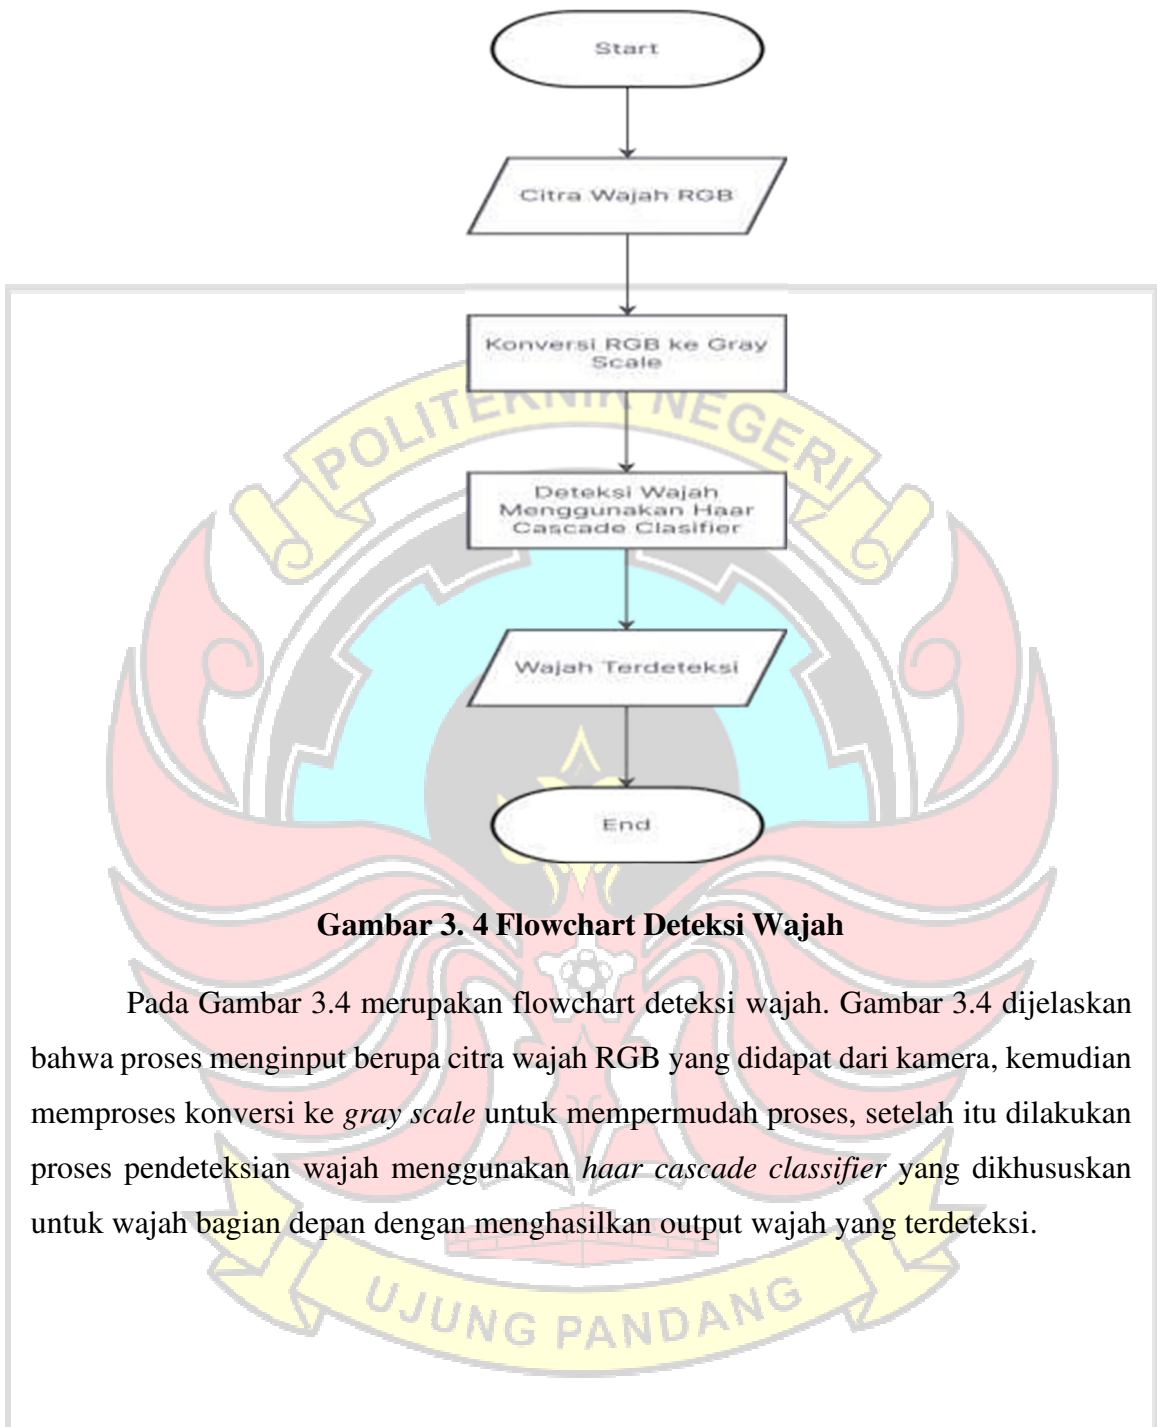 Start
Citra Wajah RGB
Konversi RGB ke Gray
Scale
POLITEKNIK NEGERI
Deteksi Wajah
Menggunakan Haar
Cascade Clasifier
Wajah Terdeteksi
End
Gambar 3. 4 Flowchart Deteksi Wajah
Pada Gambar 3.4 merupakan flowchart deteksi wajah. Gambar 3.4 dijelaskan
bahwa proses menginput berupa citra wajah RGB yang didapat dari kamera, kemudian
memproses konversi ke gray scale untuk mempermudah proses, setelah itu dilakukan
proses pendeteksian wajah menggunakan haar cascade classifier yang dikhususkan
untuk wajah bagian depan dengan menghasilkan output wajah yang terdeteksi.
UJUNG PANDANG